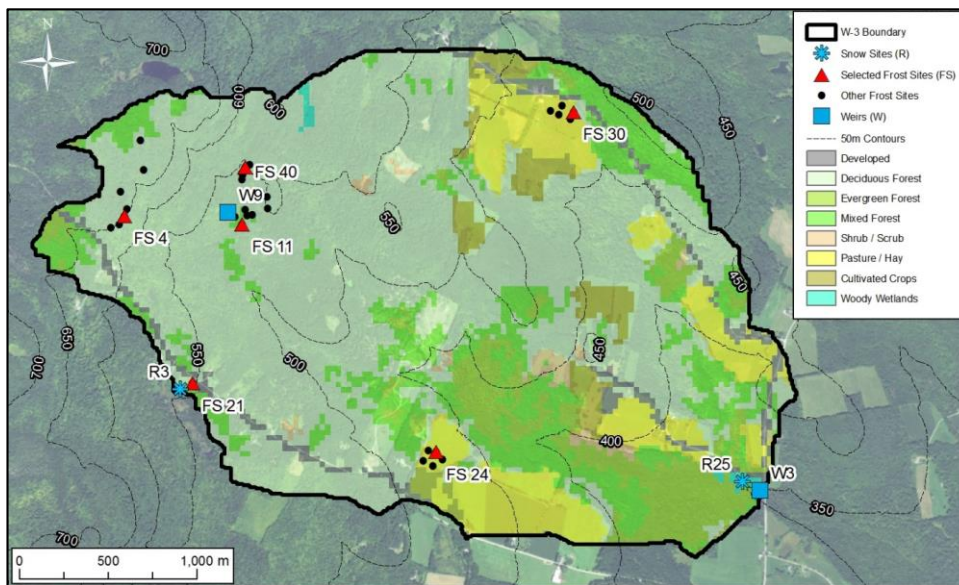 N
700
600
600
500
450
FS 30
FS 40
W9
FS 4
FS 11
550
450
650
700
R3
550
FS 21
500
450
400
FS 24
R25
W3
350
700
0 500 1,000 m
W-3 Boundary
Snow Sites (R)
Selected Frost Sites (FS)
Other Frost Sites
Weirs (W)
50m Contours
Developed
Deciduous Forest
Evergreen Forest
Mixed Forest
Shrub / Scrub
Pasture / Hay
Cultivated Crops
Woody Wetlands